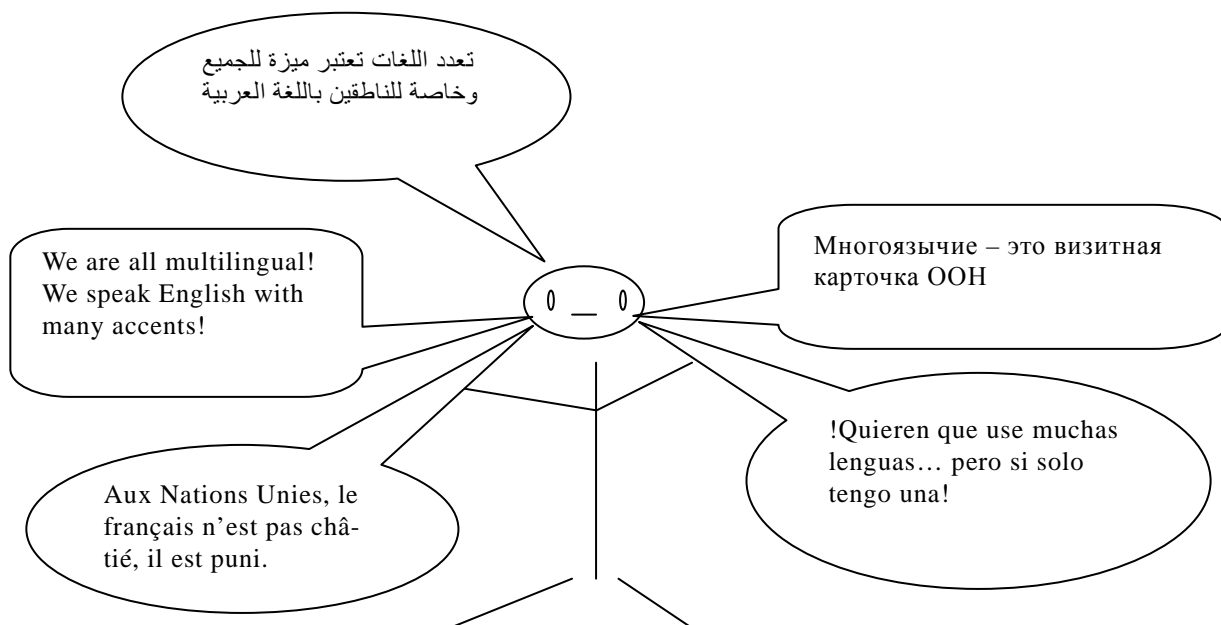 تعدد اللغات تعتبر ميزة للجميع
وخاصة للناطقين باللغة العربية
We are all multilingual!
We speak English with
many accents!
Многоязычие – это визитная
карточка ООН
!Quieren que use muchas
lenguas… pero si solo
tengo una!
Aux Nations Unies, le
français n’est pas châ-
tié, il est puni.